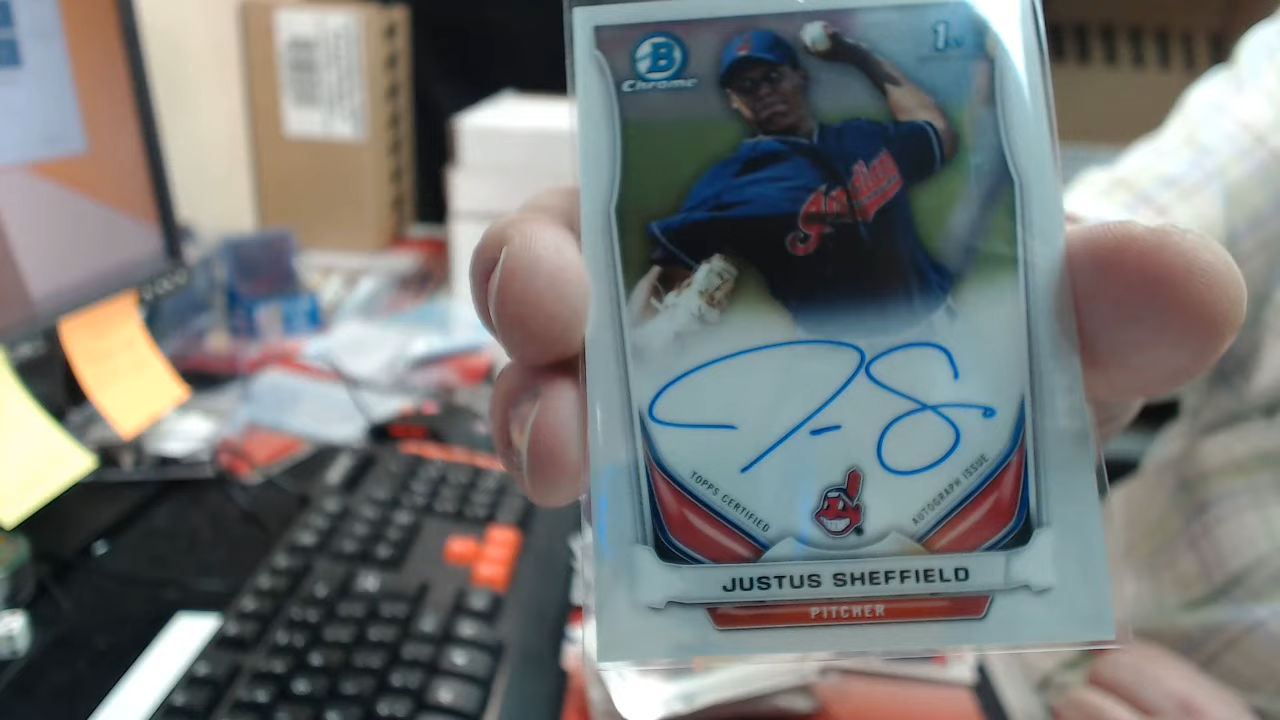 B 1st
Chrome
Indians
TOPPS CERTIFIED
AUTOGRAPH ISSUE
JUSTUS SHEFFIELD
PITCHER